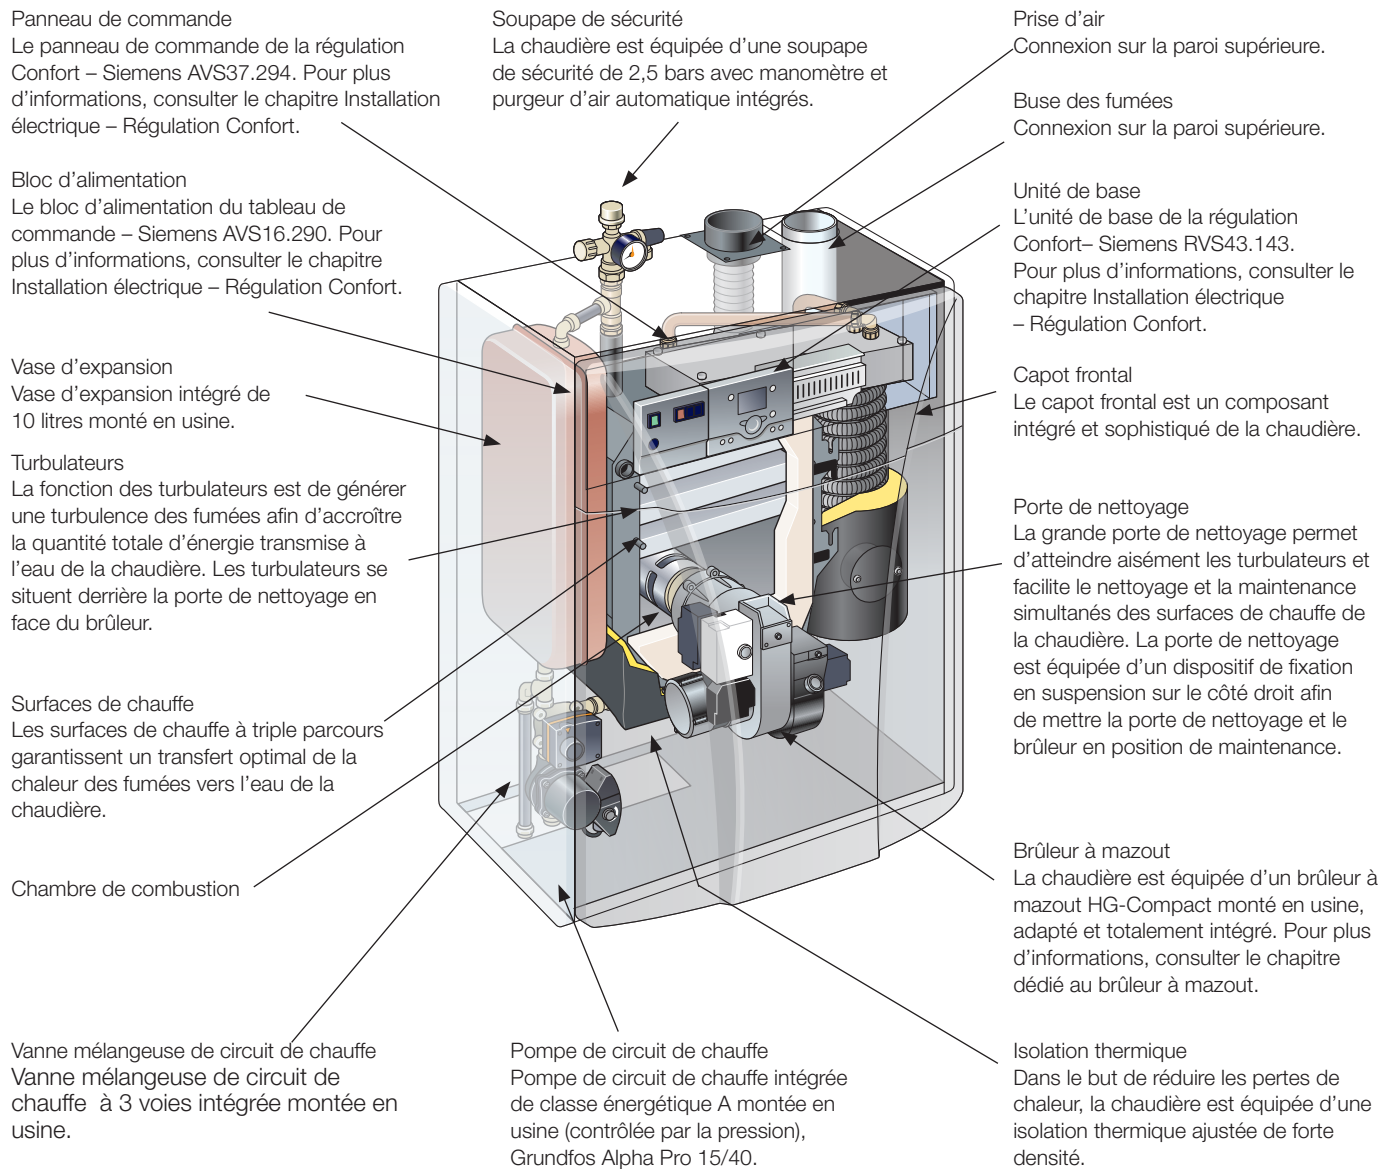 Panneau de commande
Le panneau de commande de la régulation
Confort – Siemens AVS37.294. Pour plus
d’informations, consulter le chapitre Installation
électrique – Régulation Confort.
Bloc d’alimentation
Le bloc d’alimentation du tableau de
commande – Siemens AVS16.290. Pour
plus d’informations, consulter le chapitre
Installation électrique – Régulation Confort.
Vase d’expansion
Vase d’expansion intégré de
10 litres monté en usine.
Turbulateurs
La fonction des turbulateurs est de générer
une turbulence des fumées afin d’accroître
la quantité totale d’énergie transmise à
l’eau de la chaudière. Les turbulateurs se
situent derrière la porte de nettoyage en
face du brûleur.
Surfaces de chauffe
Les surfaces de chauffe à triple parcours
garantissent un transfert optimal de la
chaleur des fumées vers l’eau de la
chaudière.
Chambre de combustion
Vanne mélangeuse de circuit de chauffe
Vanne mélangeuse de circuit de
chauffe à 3 voies intégrée montée en
usine.
Soupape de sécurité
La chaudière est équipée d’une soupape
de sécurité de 2,5 bars avec manomètre et
purgeur d’air automatique intégrés.
Pompe de circuit de chauffe
Pompe de circuit de chauffe intégrée
de classe énergétique A montée en
usine (contrôlée par la pression),
Grundfos Alpha Pro 15/40.
Prise d’air
Connexion sur la paroi supérieure.
Buse des fumées
Connexion sur la paroi supérieure.
Unité de base
L’unité de base de la régulation
Confort– Siemens RVS43.143.
Pour plus d’informations, consulter le
chapitre Installation électrique
– Régulation Confort.
Capot frontal
Le capot frontal est un composant
intégré et sophistiqué de la chaudière.
Porte de nettoyage
La grande porte de nettoyage permet
d’atteindre aisément les turbulateurs et
facilite le nettoyage et la maintenance
simultanés des surfaces de chauffe de
la chaudière. La porte de nettoyage
est équipée d’un dispositif de fixation
en suspension sur le côté droit afin
de mettre la porte de nettoyage et le
brûleur en position de maintenance.
Brûleur à mazout
La chaudière est équipée d’un brûleur à
mazout HG-Compact monté en usine,
adapté et totalement intégré. Pour plus
d’informations, consulter le chapitre
dédié au brûleur à mazout.
Isolation thermique
Dans le but de réduire les pertes de
chaleur, la chaudière est équipée d’une
isolation thermique ajustée de forte
densité.